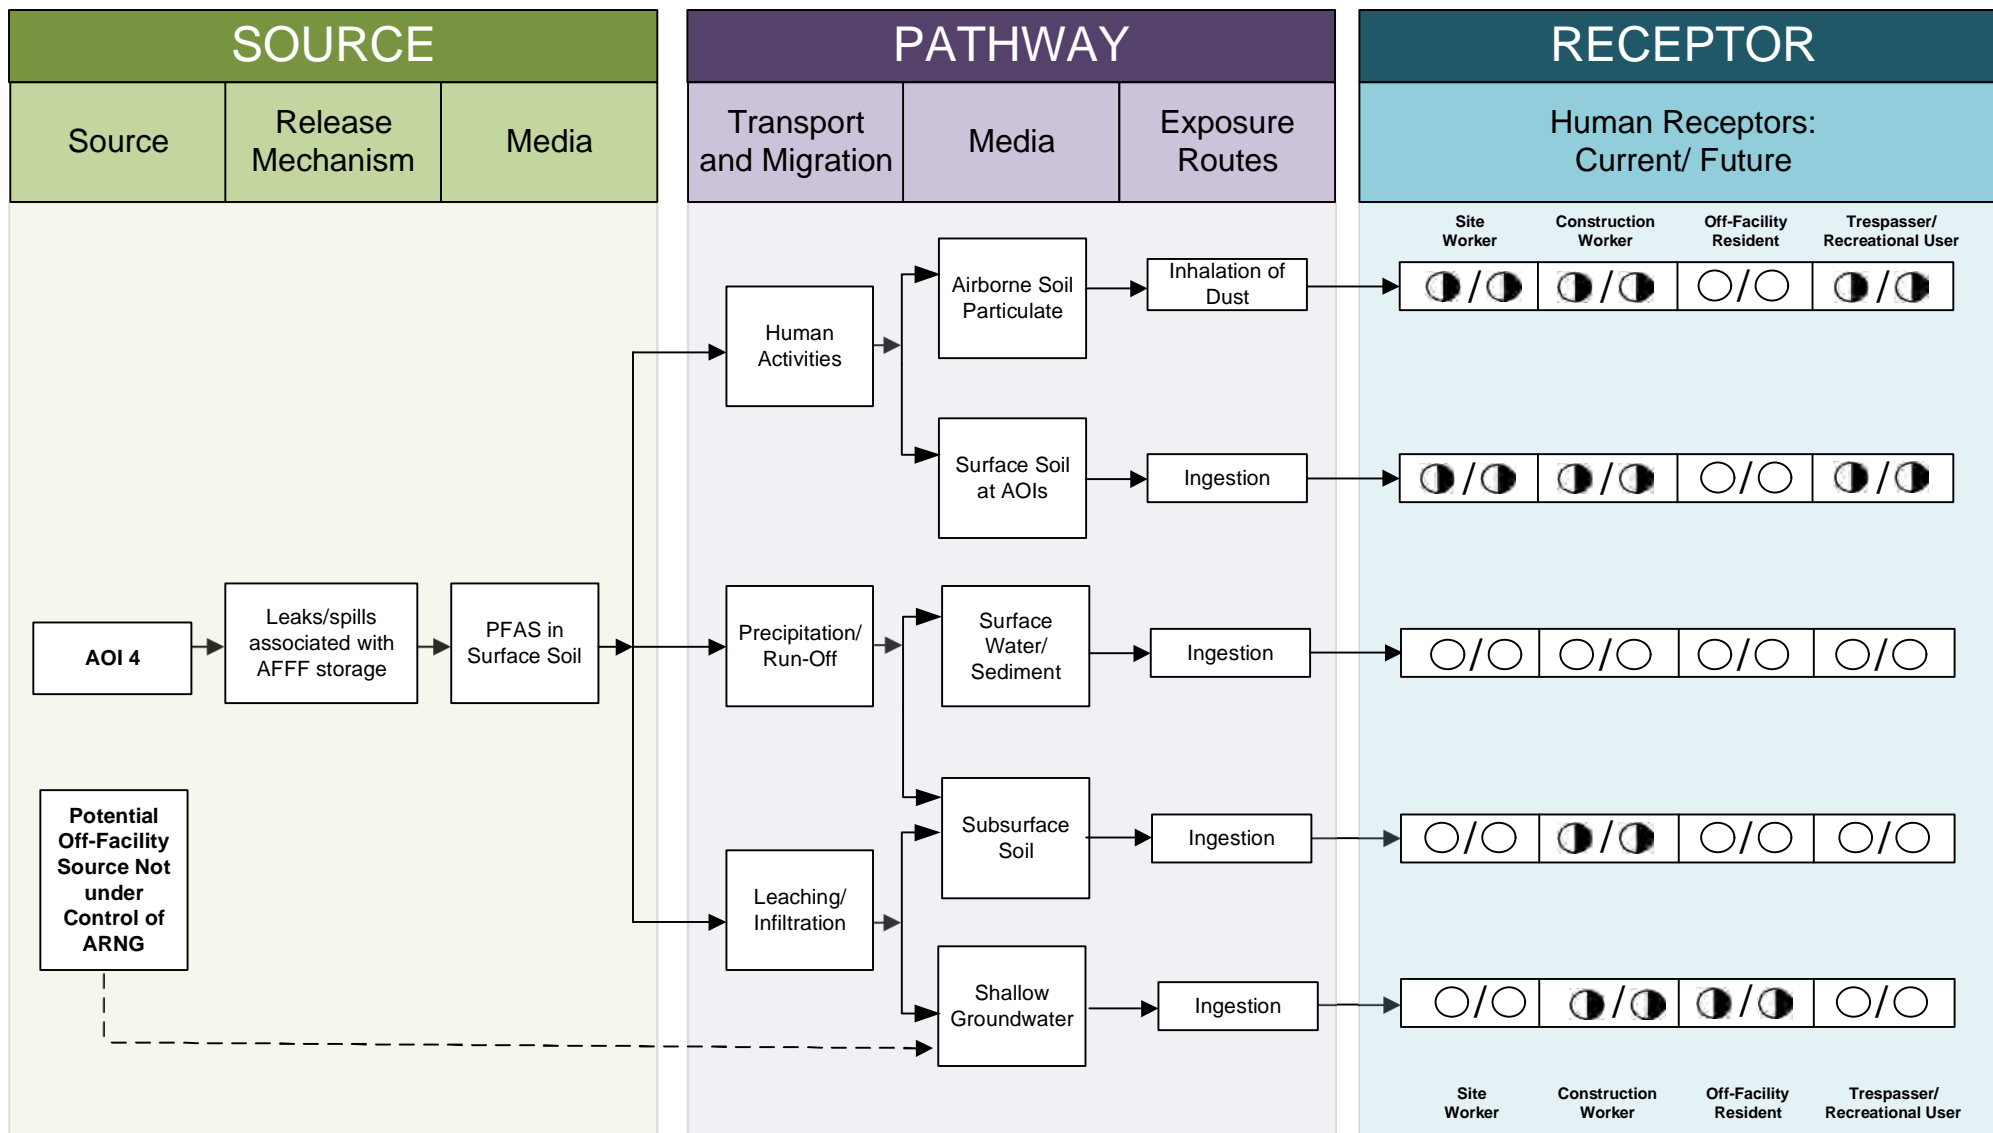 SOURCE
PATHWAY
RECEPTOR
Source
Release
Mechanism
Media
Transport
and Migration
Media
Exposure
Routes
Human Receptors:
Current/ Future
Site
Worker
Construction
Worker
Off-Facility
Resident
Trespasser/
Recreational User
Human
Activities
Airborne Soil
Particulate
Inhalation of
Dust
/
/
/
/
Surface Soil
at AOIs
Ingestion
/
/
/
/
AOI 4
Leaks/spills
associated with
AFFF storage
PFAS in
Surface Soil
Precipitation/
Run-Off
Surface
Water/
Sediment
Ingestion
/
/
/
/
Potential
Off-Facility
Source Not
under
Control of
ARNG
Leaching/
Infiltration
Subsurface
Soil
Ingestion
/
/
/
/
Shallow
Groundwater
Ingestion
/
/
/
/
Site
Worker
Construction
Worker
Off-Facility
Resident
Trespasser/
Recreational User